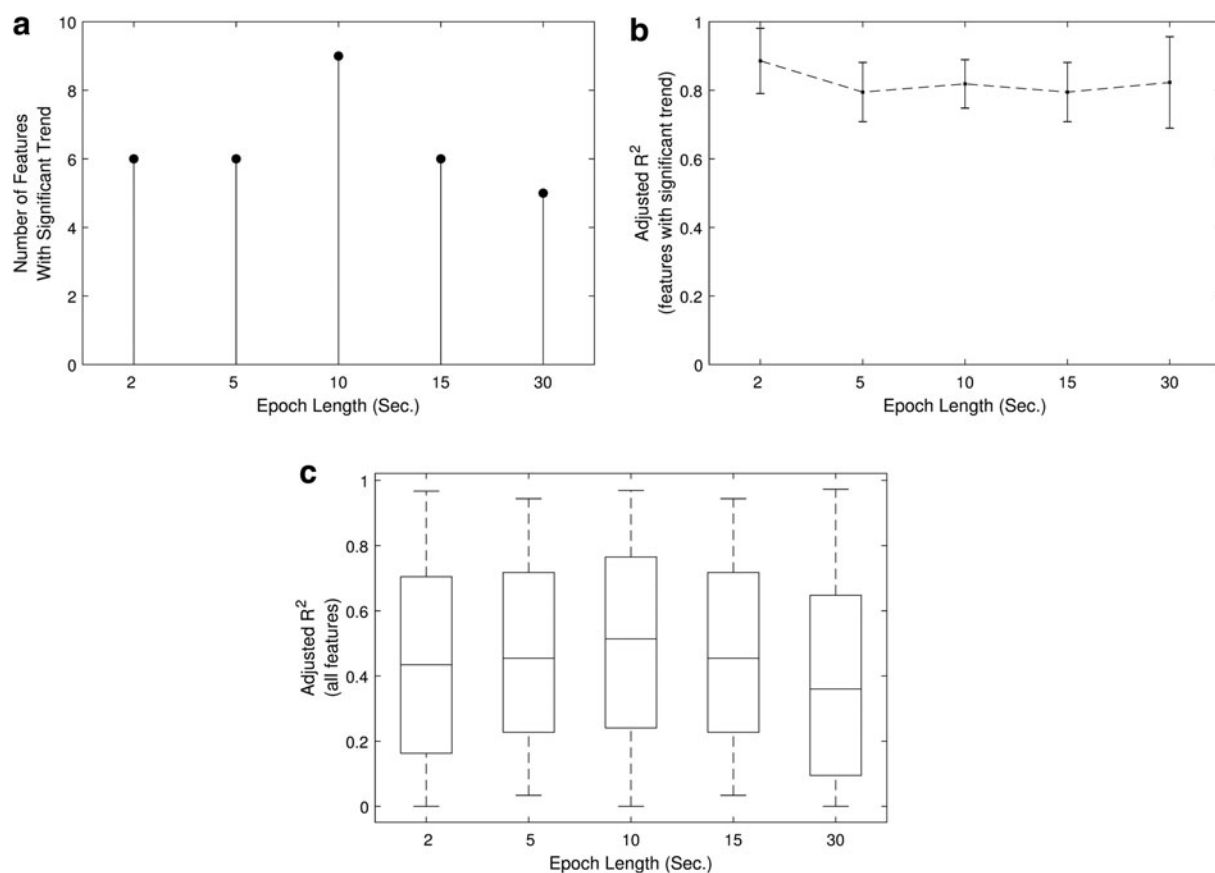 a
10
8
6
4
2
0
Number of Features
With Significant Trend
2 5 10 15 30
Epoch Length (Sec.)
b
1
0.8
0.6
0.4
0.2
0
Adjusted R²
(features with significant trend)
2 5 10 15 30
Epoch Length (Sec.)
c
1
0.8
0.6
0.4
0.2
0
Adjusted R²
(all features)
2 5 10 15 30
Epoch Length (Sec.)